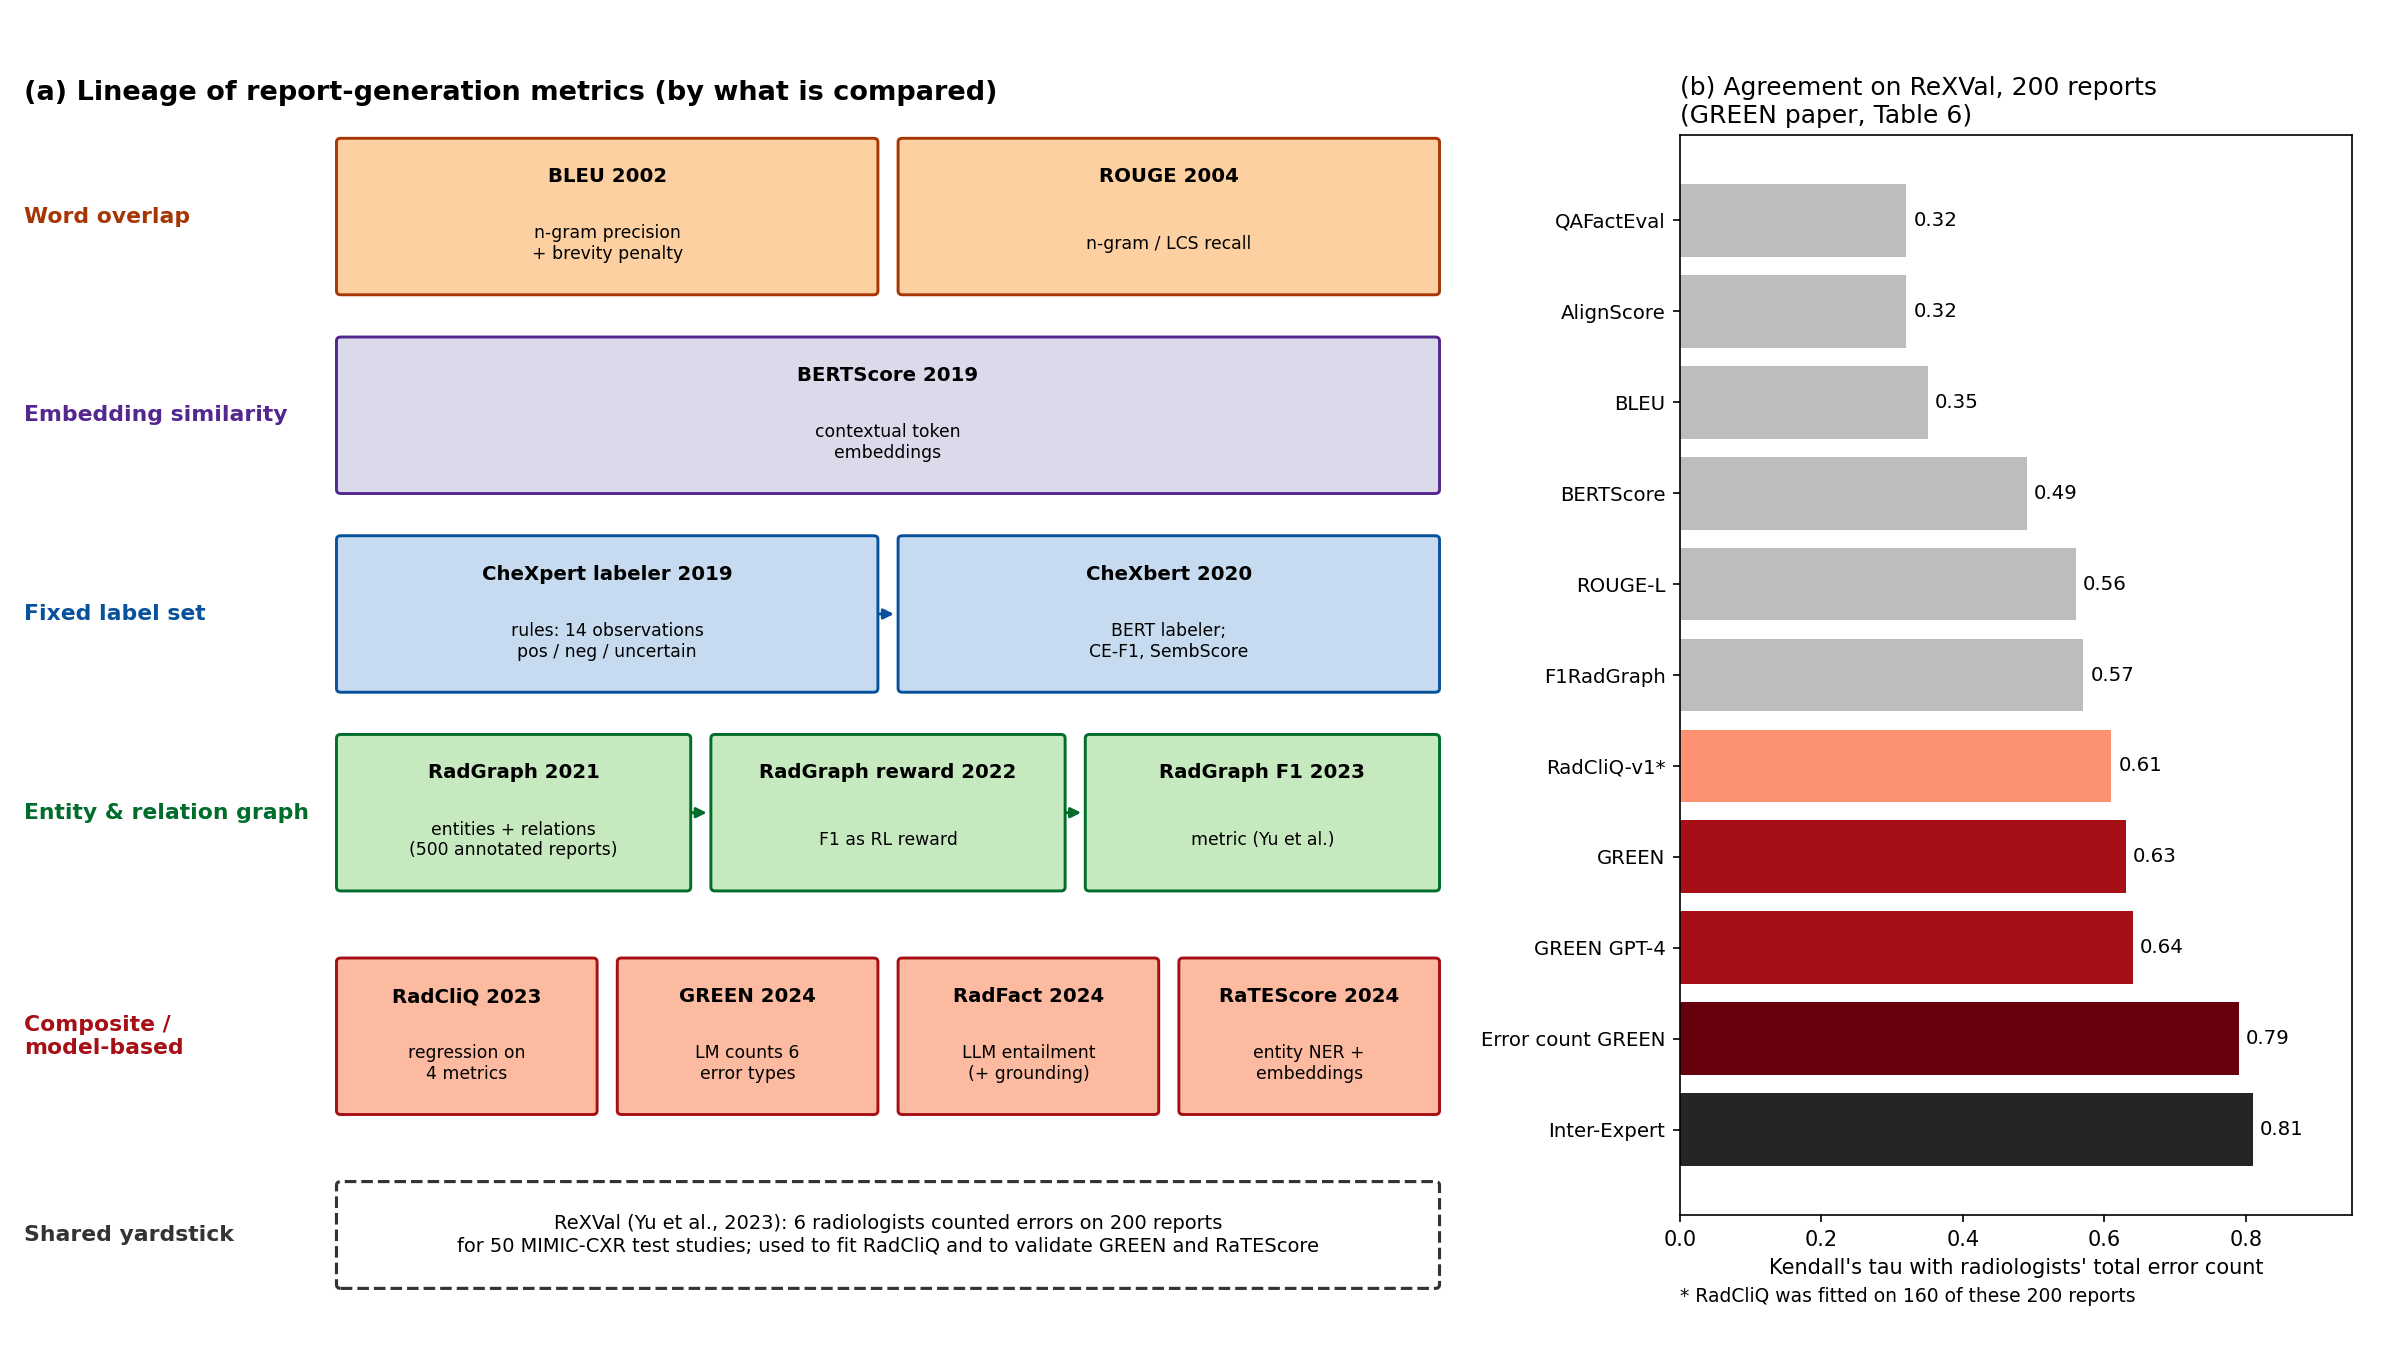 (a) Lineage of report-generation metrics (by what is compared)
Word overlap
BLEU 2002
n-gram precision
+ brevity penalty
ROUGE 2004
n-gram / LCS recall
Embedding similarity
BERTScore 2019
contextual token
embeddings
Fixed label set
CheXpert labeler 2019
rules: 14 observations
pos / neg / uncertain
CheXbert 2020
BERT labeler;
CE-F1, SembScore
Entity & relation graph
RadGraph 2021
entities + relations
(500 annotated reports)
RadGraph reward 2022
F1 as RL reward
RadGraph F1 2023
metric (Yu et al.)
Composite /
model-based
RadCliQ 2023
regression on
4 metrics
GREEN 2024
LM counts 6
error types
RadFact 2024
LLM entailment
(+ grounding)
RaTEScore 2024
entity NER +
embeddings
Shared yardstick
ReXVal (Yu et al., 2023): 6 radiologists counted errors on 200 reports
for 50 MIMIC-CXR test studies; used to fit RadCliQ and to validate GREEN and RaTEScore
(b) Agreement on ReXVal, 200 reports
(GREEN paper, Table 6)
QAFactEval 0.32
AlignScore 0.32
BLEU 0.35
BERTScore 0.49
ROUGE-L 0.56
F1RadGraph 0.57
RadCliQ-v1* 0.61
GREEN 0.63
GREEN GPT-4 0.64
Error count GREEN 0.79
Inter-Expert 0.81
0.0 0.2 0.4 0.6 0.8
Kendall's tau with radiologists' total error count
* RadCliQ was fitted on 160 of these 200 reports